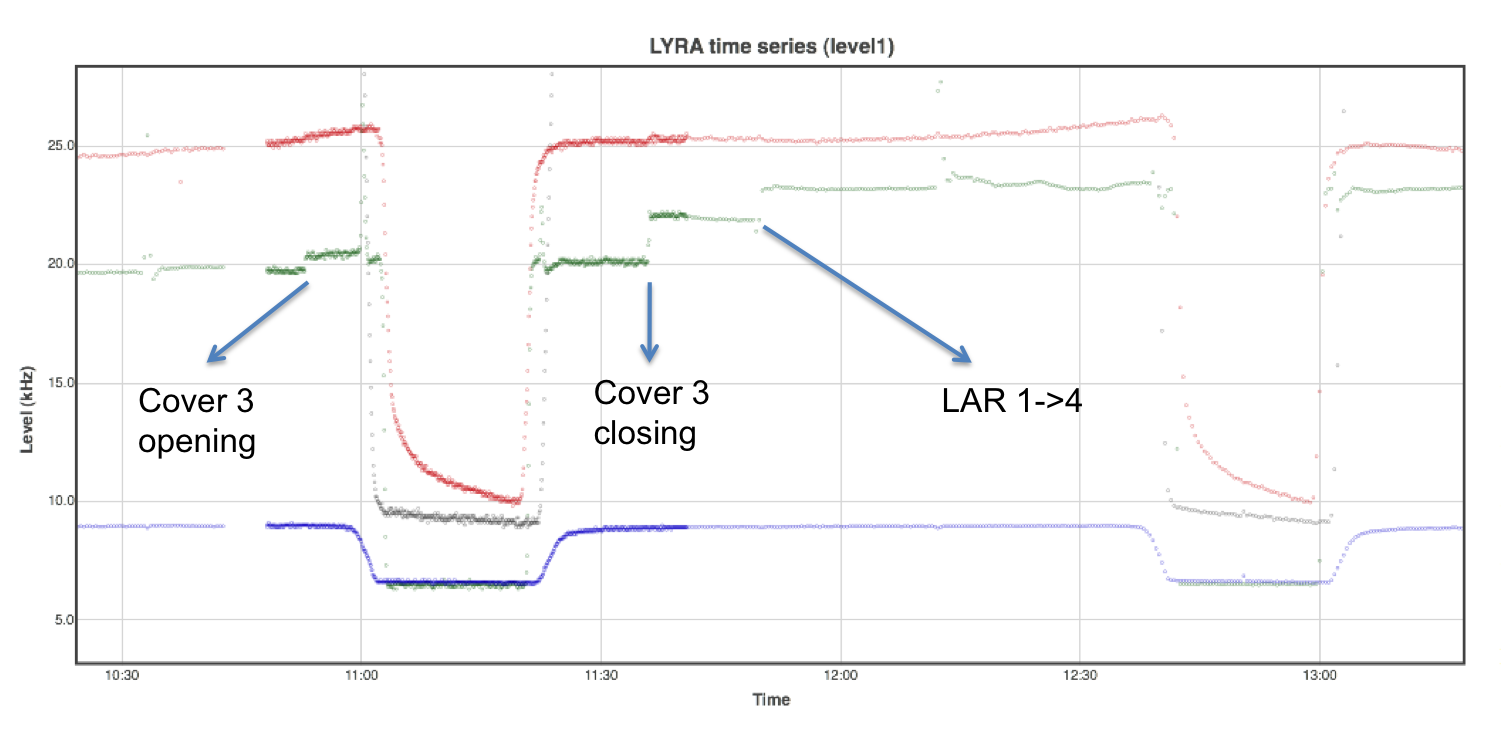 LYRA time series (level1)
25.0
20.0
15.0
10.0
5.0
Level (kHz)
Cover 3
opening
Cover 3
closing
LAR 1->4
10:30
11:00
11:30
12:00
12:30
13:00
Time